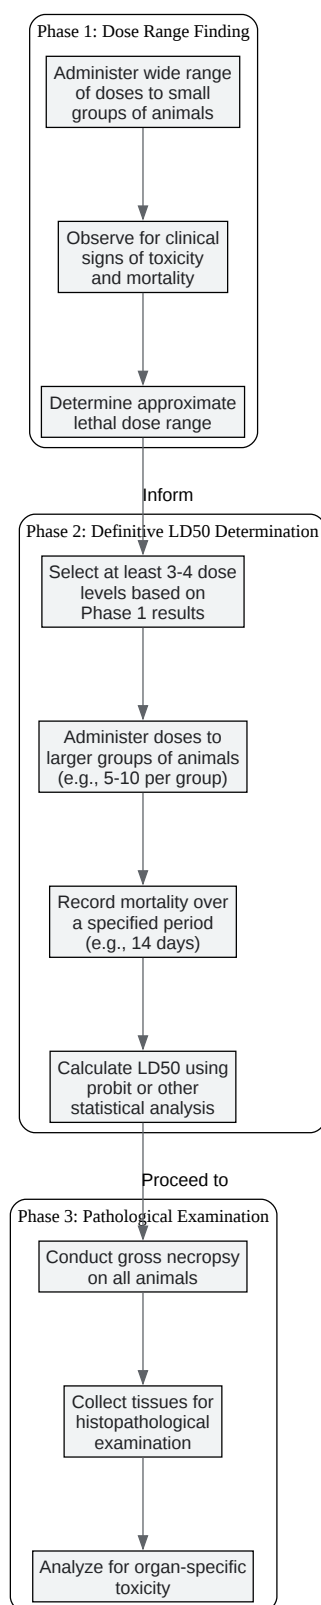 Phase 1: Dose Range Finding
Administer wide range
of doses to small
groups of animals
Observe for clinical
signs of toxicity
and mortality
Determine approximate
lethal dose range
Inform
Phase 2: Definitive LD50 Determination
Select at least 3-4 dose
levels based on
Phase 1 results
Administer doses to
larger groups of animals
(e.g., 5-10 per group)
Record mortality over
a specified period
(e.g., 14 days)
Calculate LD50 using
probit or other
statistical analysis
Proceed to
Phase 3: Pathological Examination
Conduct gross necropsy
on all animals
Collect tissues for
histopathological
examination
Analyze for organ-specific
toxicity